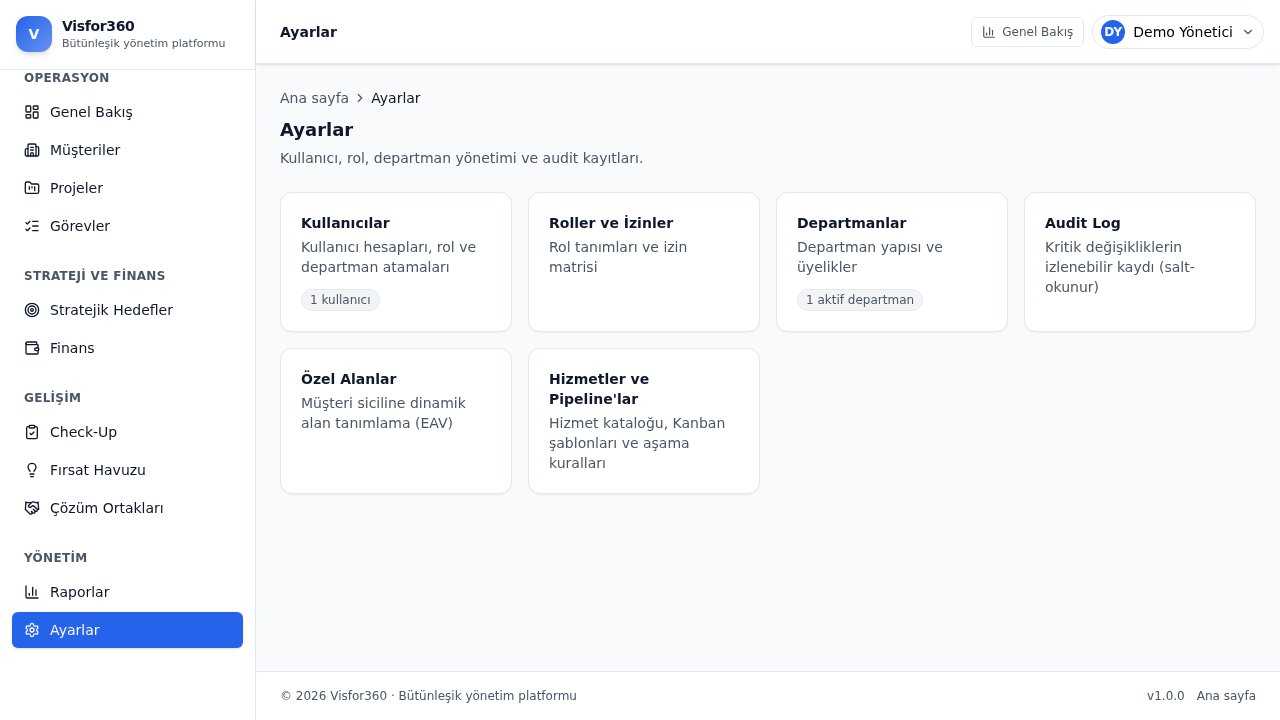 V
Visfor360
Bütünleşik yönetim platformu
OPERASYON
Genel Bakış
Müşteriler
Projeler
Görevler
STRATEJİ VE FİNANS
Stratejik Hedefler
Finans
GELİŞİM
Check-Up
Fırsat Havuzu
Çözüm Ortakları
YÖNETİM
Raporlar
Ayarlar
Ayarlar
Genel Bakış
DY
Demo Yönetici
Ana sayfa
Ayarlar
Ayarlar
Kullanıcı, rol, departman yönetimi ve audit kayıtları.
Kullanıcılar
Kullanıcı hesapları, rol ve
departman atamaları
1 kullanıcı
Roller ve İzinler
Rol tanımları ve izin
matrisi
Departmanlar
Departman yapısı ve
üyelikler
1 aktif departman
Audit Log
Kritik değişikliklerin
izlenebilir kaydı (salt-
okunur)
Özel Alanlar
Müşteri siciline dinamik
alan tanımlama (EAV)
Hizmetler ve
Pipeline'lar
Hizmet kataloğu, Kanban
şablonları ve aşama
kuralları
© 2026 Visfor360 · Bütünleşik yönetim platformu
v1.0.0
Ana sayfa